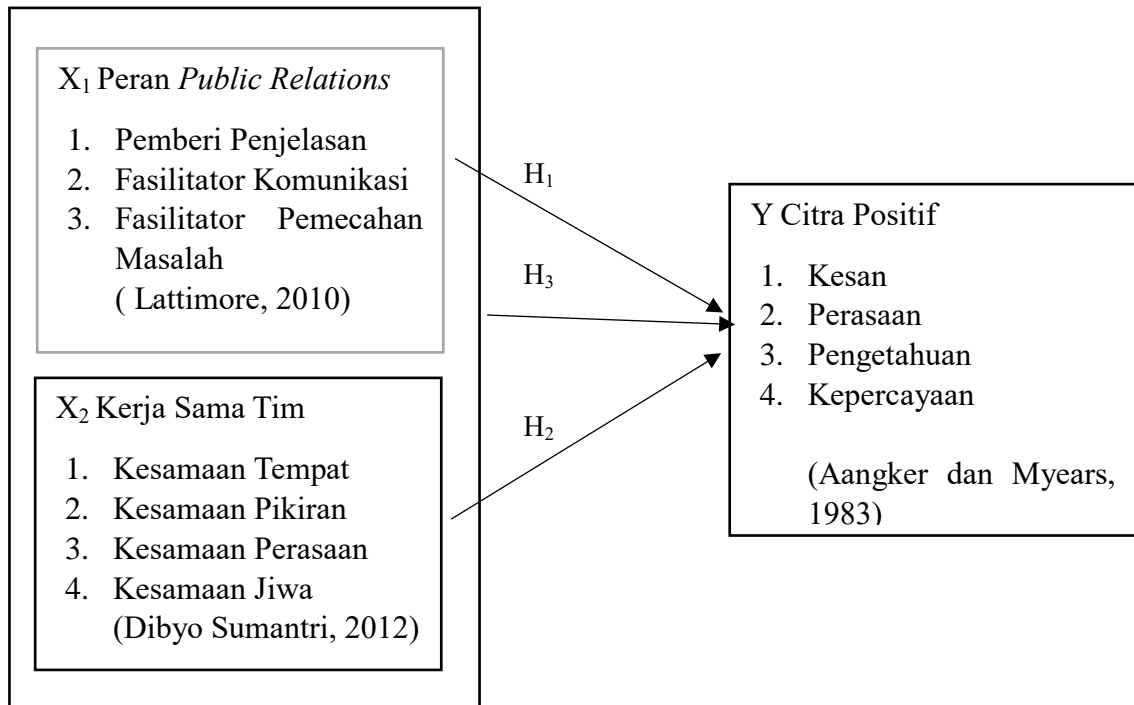 X₁ Peran Public Relations
1. Pemberi Penjelasan
2. Fasilitator Komunikasi
3. Fasilitator Pemecahan
Masalah
( Lattimore, 2010)
X₂ Kerja Sama Tim
1. Kesamaan Tempat
2. Kesamaan Pikiran
3. Kesamaan Perasaan
4. Kesamaan Jiwa
(Dibyo Sumantri, 2012)
H₁
H₃
H₂
Y Citra Positif
1. Kesan
2. Perasaan
3. Pengetahuan
4. Kepercayaan
(Aangker dan Myears,
1983)